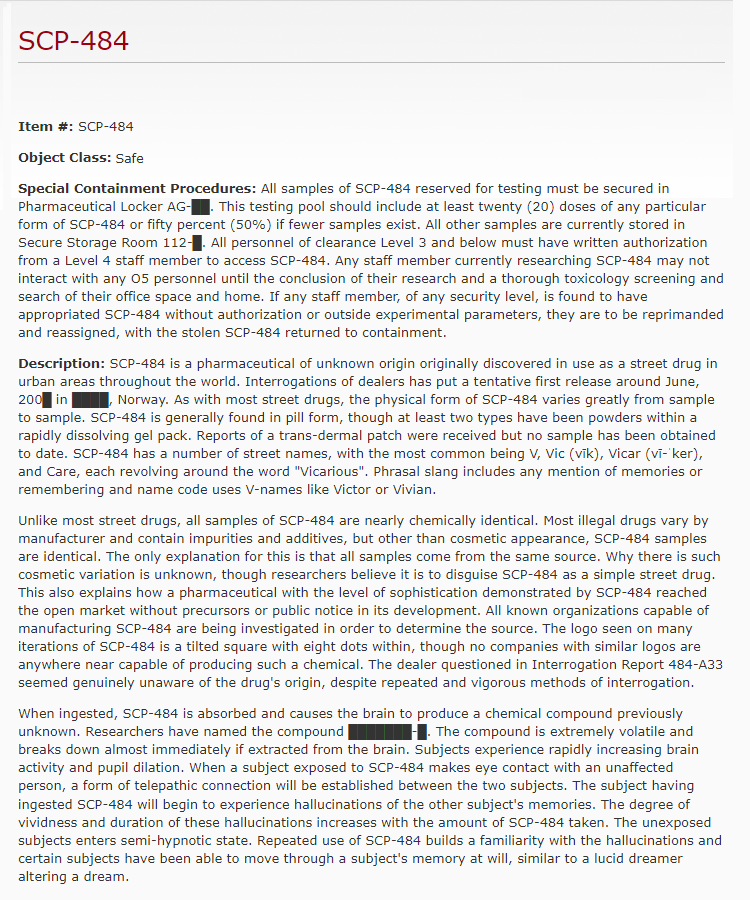 SCP-484
Item #: SCP-484
Object Class: Safe
Special Containment Procedures: All samples of SCP-484 reserved for testing must be secured in
Pharmaceutical Locker AG-██. This testing pool should include at least twenty (20) doses of any particular
form of SCP-484 or fifty percent (50%) if fewer samples exist. All other samples are currently stored in
Secure Storage Room 112-█. All personnel of clearance Level 3 and below must have written authorization
from a Level 4 staff member to access SCP-484. Any staff member currently researching SCP-484 may not
interact with any O5 personnel until the conclusion of their research and a thorough toxicology screening and
search of their office space and home. If any staff member, of any security level, is found to have
appropriated SCP-484 without authorization or outside experimental parameters, they are to be reprimanded
and reassigned, with the stolen SCP-484 returned to containment.
Description: SCP-484 is a pharmaceutical of unknown origin originally discovered in use as a street drug in
urban areas throughout the world. Interrogations of dealers has put a tentative first release around June,
200█ in ████, Norway. As with most street drugs, the physical form of SCP-484 varies greatly from sample
to sample. SCP-484 is generally found in pill form, though at least two types have been powders within a
rapidly dissolving gel pack. Reports of a trans-dermal patch were received but no sample has been obtained
to date. SCP-484 has a number of street names, with the most common being V, Vic (vīk), Vicar (vī-ˈker),
and Care, each revolving around the word "Vicarious". Phrasal slang includes any mention of memories or
remembering and name code uses V-names like Victor or Vivian.
Unlike most street drugs, all samples of SCP-484 are nearly chemically identical. Most illegal drugs vary by
manufacturer and contain impurities and additives, but other than cosmetic appearance, SCP-484 samples
are identical. The only explanation for this is that all samples come from the same source. Why there is such
cosmetic variation is unknown, though researchers believe it is to disguise SCP-484 as a simple street drug.
This also explains how a pharmaceutical with the level of sophistication demonstrated by SCP-484 reached
the open market without precursors or public notice in its development. All known organizations capable of
manufacturing SCP-484 are being investigated in order to determine the source. The logo seen on many
iterations of SCP-484 is a tilted square with eight dots within, though no companies with similar logos are
anywhere near capable of producing such a chemical. The dealer questioned in Interrogation Report 484-A33
seemed genuinely unaware of the drug's origin, despite repeated and vigorous methods of interrogation.
When ingested, SCP-484 is absorbed and causes the brain to produce a chemical compound previously
unknown. Researchers have named the compound ███████-█. The compound is extremely volatile and
breaks down almost immediately if extracted from the brain. Subjects experience rapidly increasing brain
activity and pupil dilation. When a subject exposed to SCP-484 makes eye contact with an unaffected
person, a form of telepathic connection will be established between the two subjects. The subject having
ingested SCP-484 will begin to experience hallucinations of the other subject's memories. The degree of
vividness and duration of these hallucinations increases with the amount of SCP-484 taken. The unexposed
subjects enters semi-hypnotic state. Repeated use of SCP-484 builds a familiarity with the hallucinations and
certain subjects have been able to move through a subject's memory at will, similar to a lucid dreamer
altering a dream.